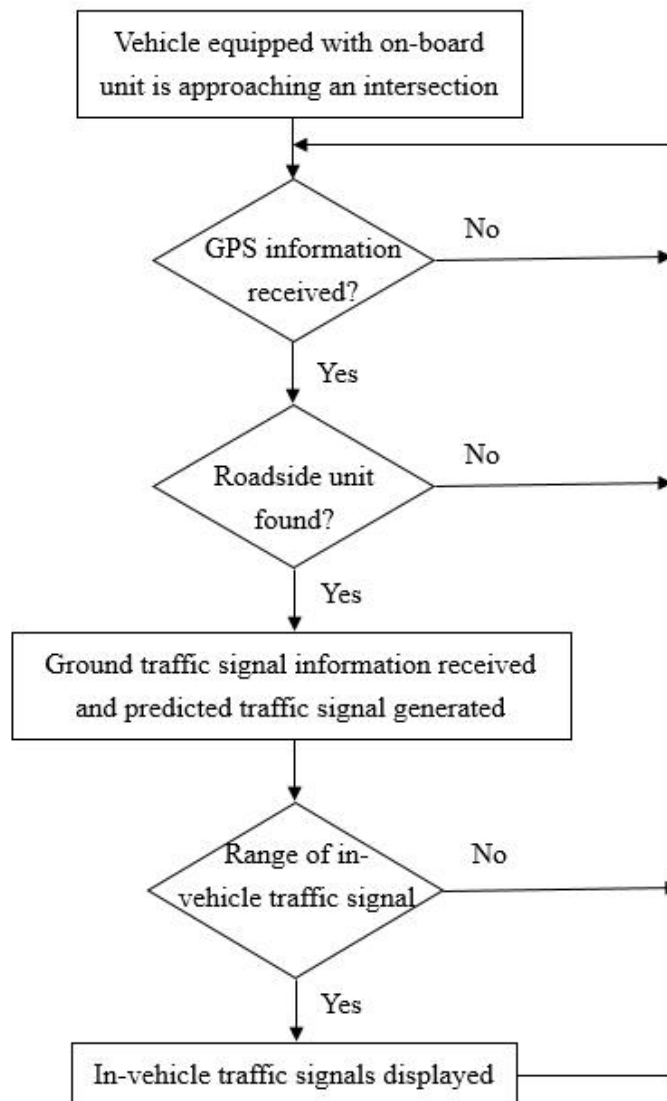 Vehicle equipped with on-board
unit is approaching an intersection
GPS information
received?
No
Yes
Roadside unit
found?
No
Yes
Ground traffic signal information received
and predicted traffic signal generated
Range of in-
vehicle traffic signal
No
Yes
In-vehicle traffic signals displayed